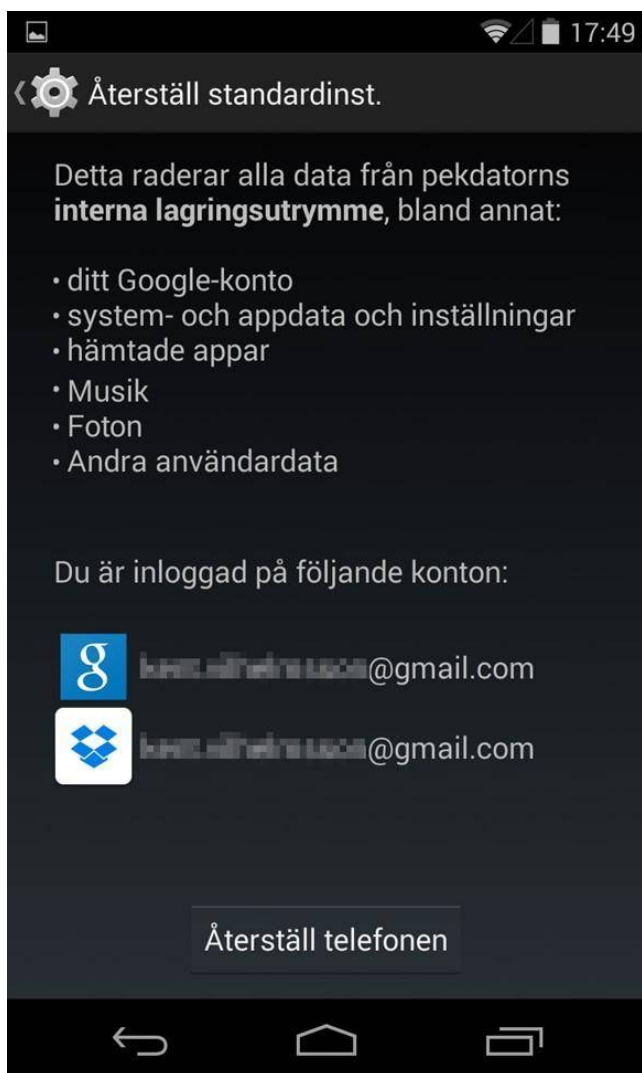 17:49
Återställ standardinst.
Detta raderar alla data från pekdatorns
interna lagringsutrymme, bland annat:
• ditt Google-konto
• system- och appdata och inställningar
• hämtade appar
• Musik
• Foton
• Andra användardata
Du är inloggad på följande konton:
g
@gmail.com
@gmail.com
Återställ telefonen